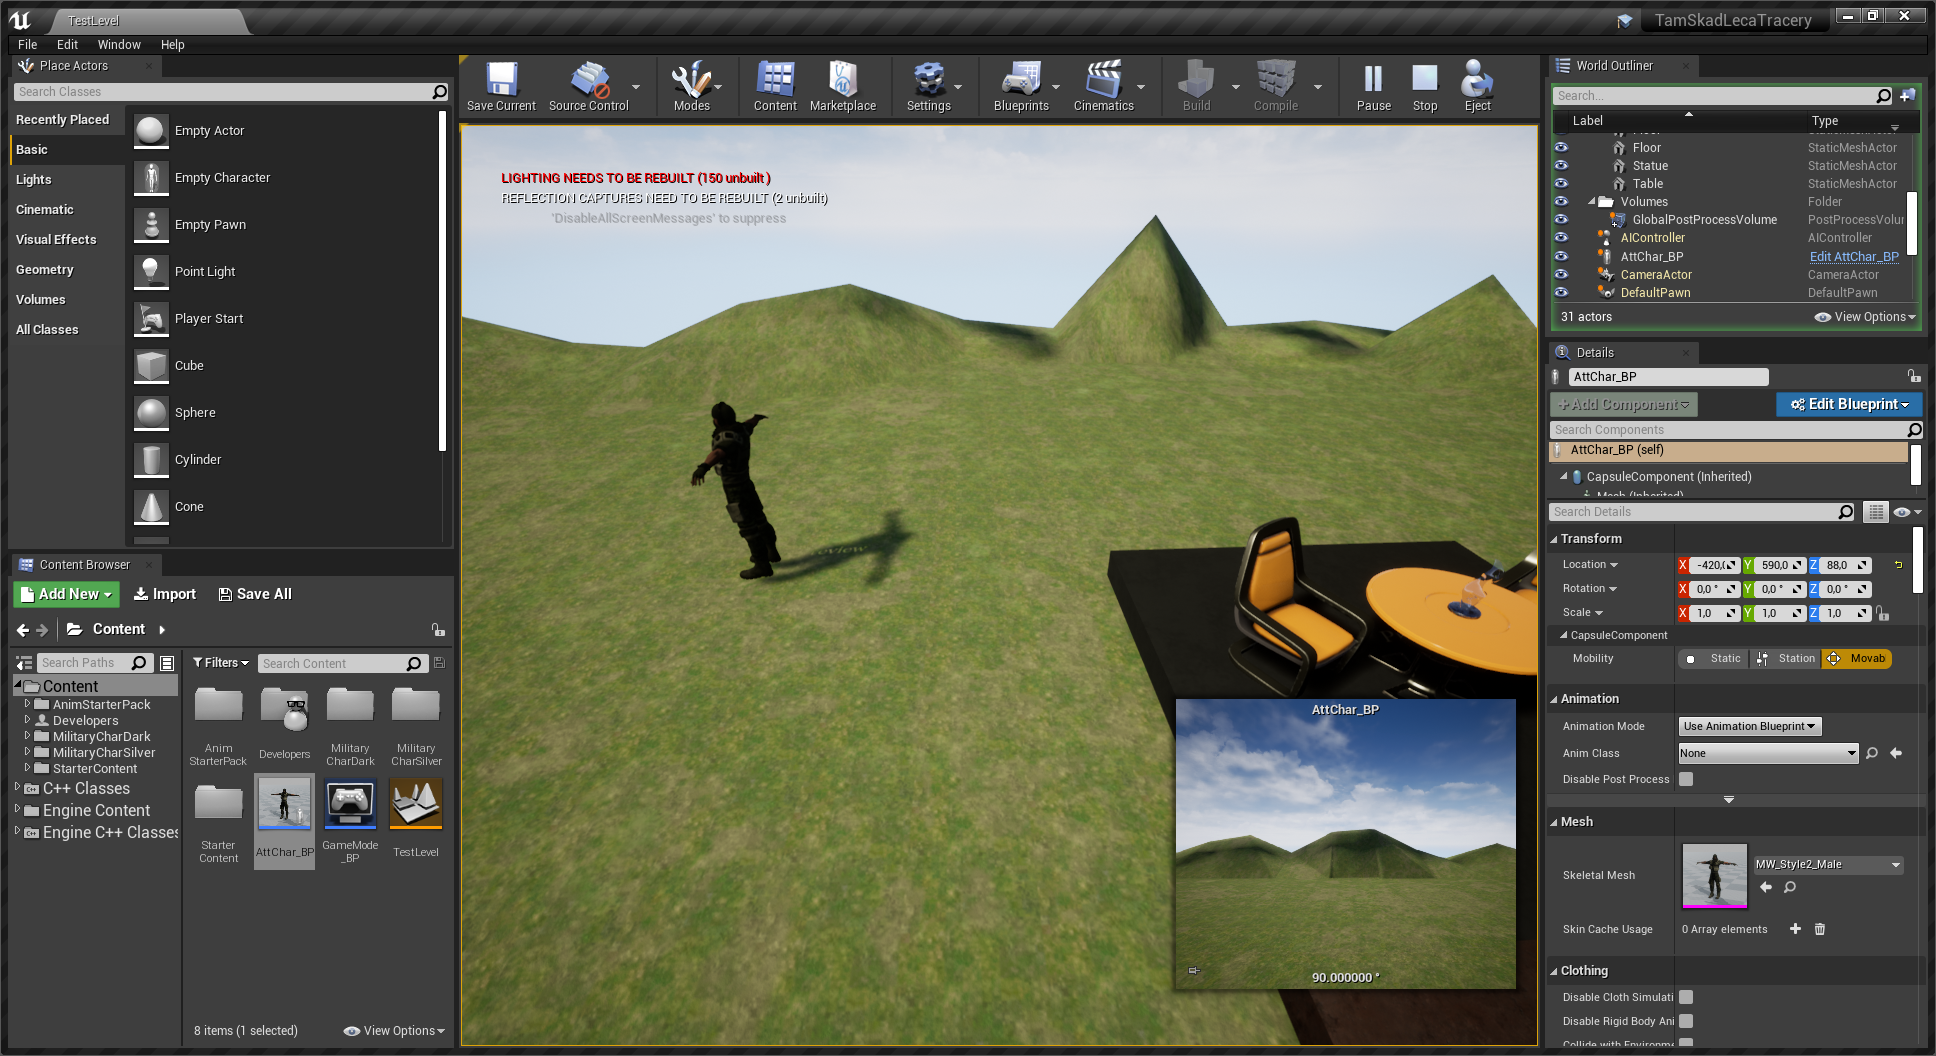 TestLevel
TamSkadLecaTracery
File Edit Window Help
Place Actors
Search Classes
Recently Placed
Basic
Lights
Cinematic
Visual Effects
Geometry
Volumes
All Classes
Empty Actor
Empty Character
Empty Pawn
Point Light
Player Start
Cube
Sphere
Cylinder
Cone
Save Current Source Control Modes Content Marketplace Settings Blueprints Cinematics Build Compile Pause Stop Eject
LIGHTING NEEDS TO BE REBUILT (150 unbuilt )
REFLECTION CAPTURES NEED TO BE REBUILT (2 unbuilt)
'DisableAllScreenMessages' to suppress
AttChar_BP
90.000000 °
Content Browser
Add New Import Save All
Content
Search Paths
Filters Search Content
Content
AnimStarterPack
Developers
MilitaryCharDark
MilitaryCharSilver
StarterContent
C++ Classes
Engine Content
Engine C++ Classes
Anim
StarterPack
Developers
Military
CharDark
Military
CharSilver
Starter
Content
AttChar_BP
GameMode
_BP
TestLevel
8 items (1 selected) View Options
World Outliner
Search...
Label Type
Floor StaticMeshActor
Statue StaticMeshActor
Table StaticMeshActor
Volumes Folder
GlobalPostProcessVolume PostProcessVolur
AIController AIController
AttChar_BP Edit AttChar_BP
CameraActor CameraActor
DefaultPawn DefaultPawn
31 actors View Options
Details
AttChar_BP
+Add Component Edit Blueprint
Search Components
AttChar_BP (self)
CapsuleComponent (Inherited)
Mesh (Inherited)
Search Details
Transform
Location X -420,0 Y 590,0 Z 88,0
Rotation X 0,0 ° Y 0,0 ° Z 0,0 °
Scale X 1,0 Y 1,0 Z 1,0
CapsuleComponent
Mobility Static Station Movab
Animation
Animation Mode Use Animation Blueprint
Anim Class None
Disable Post Process
Mesh
Skeletal Mesh MW_Style2_Male
Skin Cache Usage 0 Array elements
Clothing
Disable Cloth Simulati
Disable Rigid Body Ani
Collide with Environme